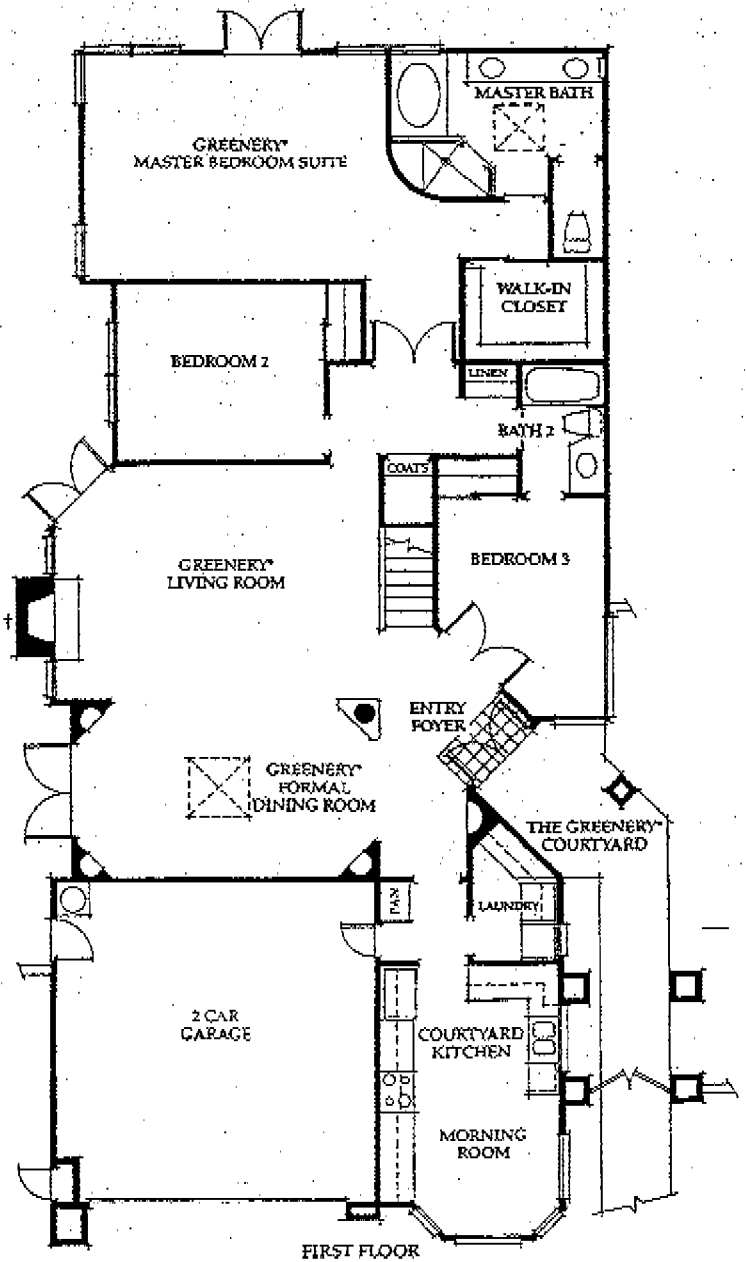 MASTER BATH
GREENERY*
MASTER BEDROOM SUITE
WALK-IN
CLOSET
BEDROOM 2
LINEN
BATH 2
COATS
BEDROOM 3
GREENERY*
LIVING ROOM
†
ENTRY
FOYER
GREENERY*
FORMAL
DINING ROOM
THE GREENERY*
COURTYARD
PAN
LAUNDRY
2 CAR
GARAGE
COURTYARD
KITCHEN
MORNING
ROOM
FIRST FLOOR